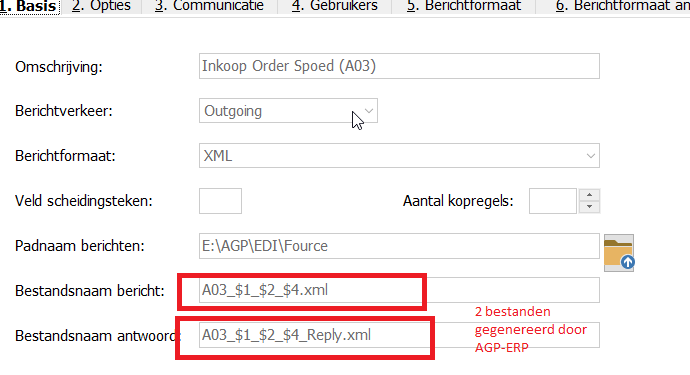 1. Basis 2. Opties 3. Communicatie 4. Gebruikers 5. Berichtformaat 6. Berichtformaat an
Omschrijving: Inkoop Order Spoed (A03)
Berichtverkeer: Outgoing
Berichtformaat: XML
Veld scheidingsteken: Aantal kopregels:
Padnaam berichten: E:\AGP\EDI\Fource
Bestandsnaam bericht: A03_$1_$2_$4.xml
Bestandsnaam antwoord: A03_$1_$2_$4_Reply.xml
2 bestanden
gegenereerd door
AGP-ERP